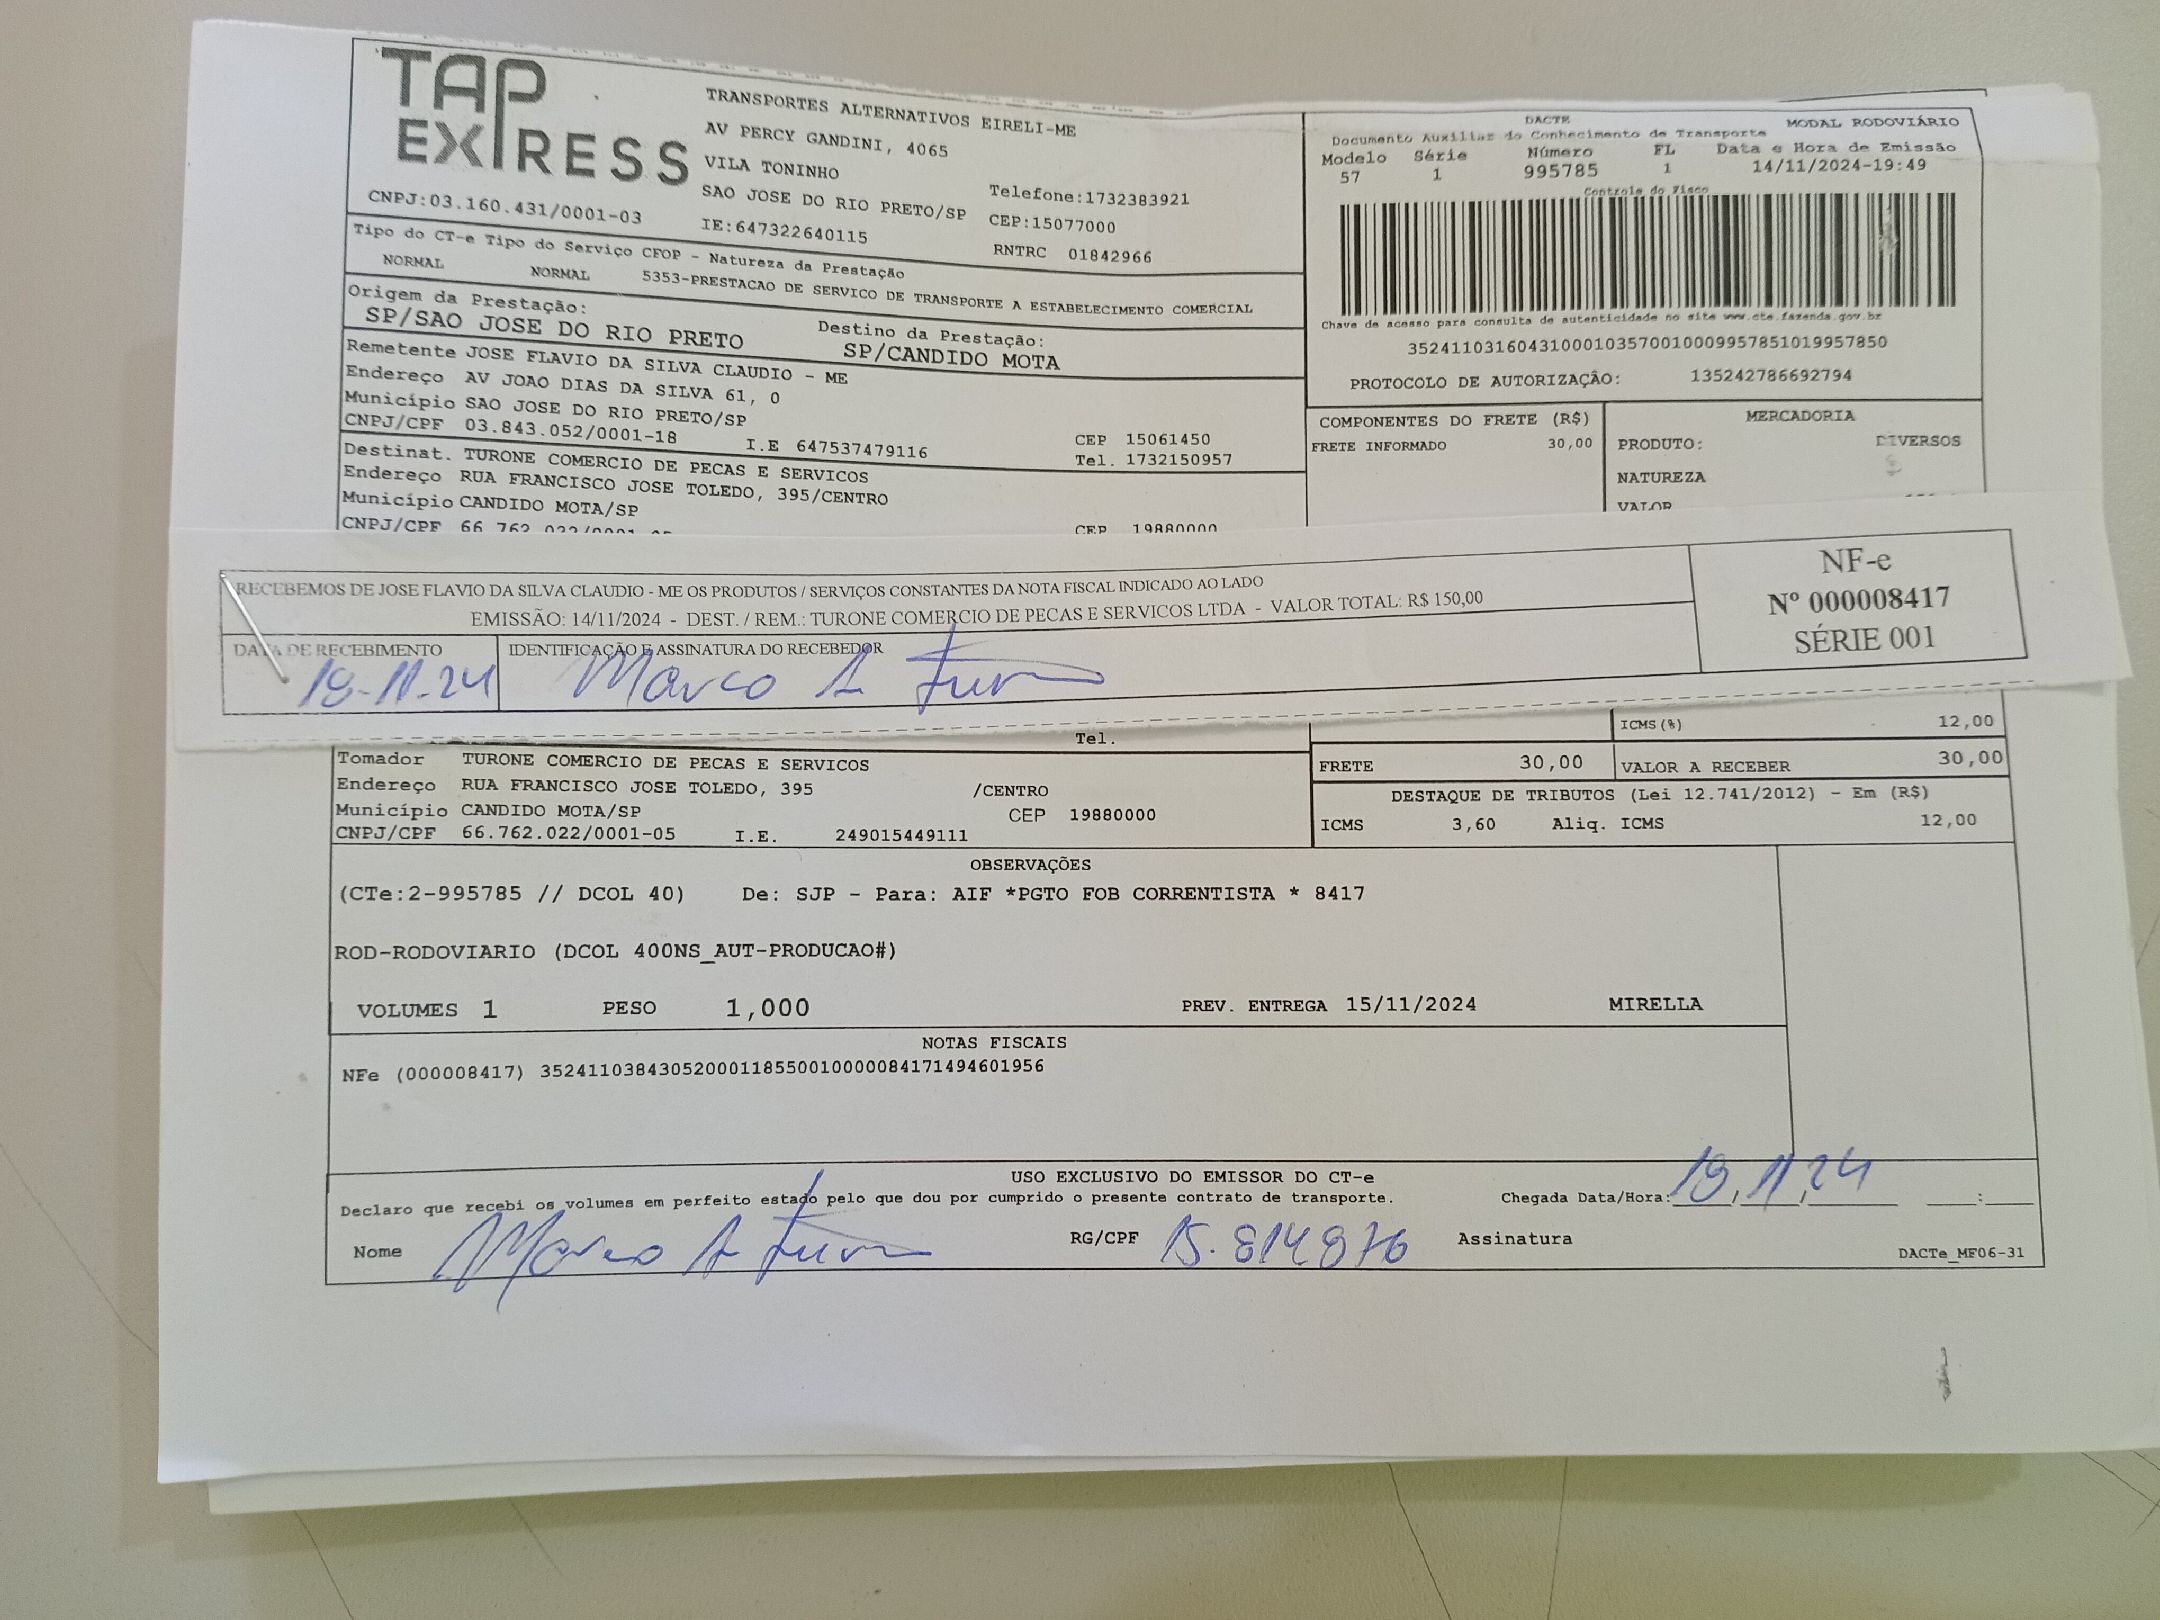 TAP
EXPRESS
TRANSPORTES ALTERNATIVOS EIRELI-ME
AV PERCY GANDINI, 4065
VILA TONINHO
SAO JOSE DO RIO PRETO/SP
Telefone:1732383921
CEP:15077000
CNPJ:03.160.431/0001-03
IE:647322640115
RNTRC 01842966
Tipo do CT-e Tipo do Serviço CFOP - Natureza da Prestação
NORMAL NORMAL 5353-PRESTACAO DE SERVICO DE TRANSPORTE A ESTABELECIMENTO COMERCIAL
Origem da Prestação:
SP/SAO JOSE DO RIO PRETO
Destino da Prestação:
SP/CANDIDO MOTA
Remetente JOSE FLAVIO DA SILVA CLAUDIO - ME
Endereço AV JOAO DIAS DA SILVA 61, 0
Município SAO JOSE DO RIO PRETO/SP
CEP 15061450
CNPJ/CPF 03.843.052/0001-18 I.E 647537479116 Tel. 1732150957
Destinat. TURONE COMERCIO DE PECAS E SERVICOS
Endereço RUA FRANCISCO JOSE TOLEDO, 395/CENTRO
Município CANDIDO MOTA/SP
CNPJ/CPF 66.762.022/0001-05 CEP 19880000
DACTE MODAL RODOVIÁRIO
Documento Auxiliar do Conhecimento de Transporte
Modelo Série Número FL Data e Hora de Emissão
57 1 995785 1 14/11/2024-19:49
Controle do Fisco
Chave de acesso para consulta de autenticidade no site www.cte.fazenda.gov.br
35241103160431000103570010009957851019957850
PROTOCOLO DE AUTORIZAÇÃO: 135242786692794
COMPONENTES DO FRETE (R$)
FRETE INFORMADO 30,00
MERCADORIA
PRODUTO: DIVERSOS
NATUREZA
VALOR
RECEBEMOS DE JOSE FLAVIO DA SILVA CLAUDIO - ME OS PRODUTOS / SERVIÇOS CONSTANTES DA NOTA FISCAL INDICADO AO LADO
EMISSÃO: 14/11/2024 - DEST. / REM.: TURONE COMERCIO DE PECAS E SERVICOS LTDA - VALOR TOTAL: R$ 150,00
DATA DE RECEBIMENTO
19-11-24
IDENTIFICAÇÃO E ASSINATURA DO RECEBEDOR
Marco A
NF-e
Nº 000008417
SÉRIE 001
Tel.
ICMS(%) 12,00
Tomador TURONE COMERCIO DE PECAS E SERVICOS
Endereço RUA FRANCISCO JOSE TOLEDO, 395 /CENTRO
Município CANDIDO MOTA/SP CEP 19880000
CNPJ/CPF 66.762.022/0001-05 I.E. 249015449111
FRETE 30,00 VALOR A RECEBER 30,00
DESTAQUE DE TRIBUTOS (Lei 12.741/2012) - Em (R$)
ICMS 3,60 Aliq. ICMS 12,00
OBSERVAÇÕES
(CTe:2-995785 // DCOL 40) De: SJP - Para: AIF *PGTO FOB CORRENTISTA * 8417
ROD-RODOVIARIO (DCOL 400NS_AUT-PRODUCAO#)
VOLUMES 1 PESO 1,000 PREV. ENTREGA 15/11/2024 MIRELLA
NOTAS FISCAIS
NFe (000008417) 35241103843052000118550010000084171494601956
USO EXCLUSIVO DO EMISSOR DO CT-e
Declaro que recebi os volumes em perfeito estado pelo que dou por cumprido o presente contrato de transporte. Chegada Data/Hora: 19/11/24 :
Nome Marco A RG/CPF 15.814876 Assinatura
DACTe_MF06-31